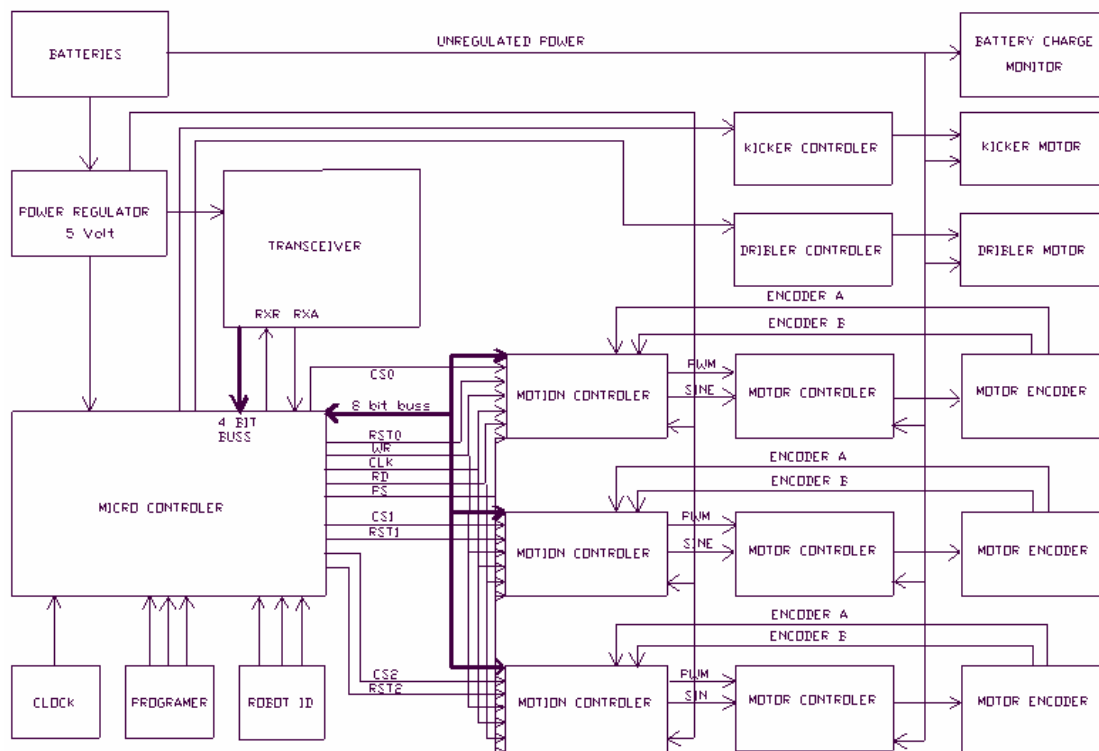 BATTERIES
UNREGULATED POWER
BATTERY CHARGE
MONITOR
KICKER CONTROLER
KICKER MOTOR
POWER REGULATOR
5 Volt
TRANSCEIVER
DRIBLER CONTROLER
DRIBLER MOTOR
RXR RXA
ENCODER A
ENCODER B
CS0
MOTION CONTROLER
PWM
SINE
MOTOR CONTROLER
MOTOR ENCODER
4 BIT
BUSS
8 bit buss
RST0
WR
CLK
RD
PS
MICRO CONTROLER
ENCODER A
ENCODER B
CS1
RST1
MOTION CONTROLER
PWM
SINE
MOTOR CONTROLER
MOTOR ENCODER
ENCODER A
ENCODER B
CS2
RST2
MOTION CONTROLER
PWM
SIN
MOTOR CONTROLER
MOTOR ENCODER
CLOCK
PROGRAMER
ROBOT ID